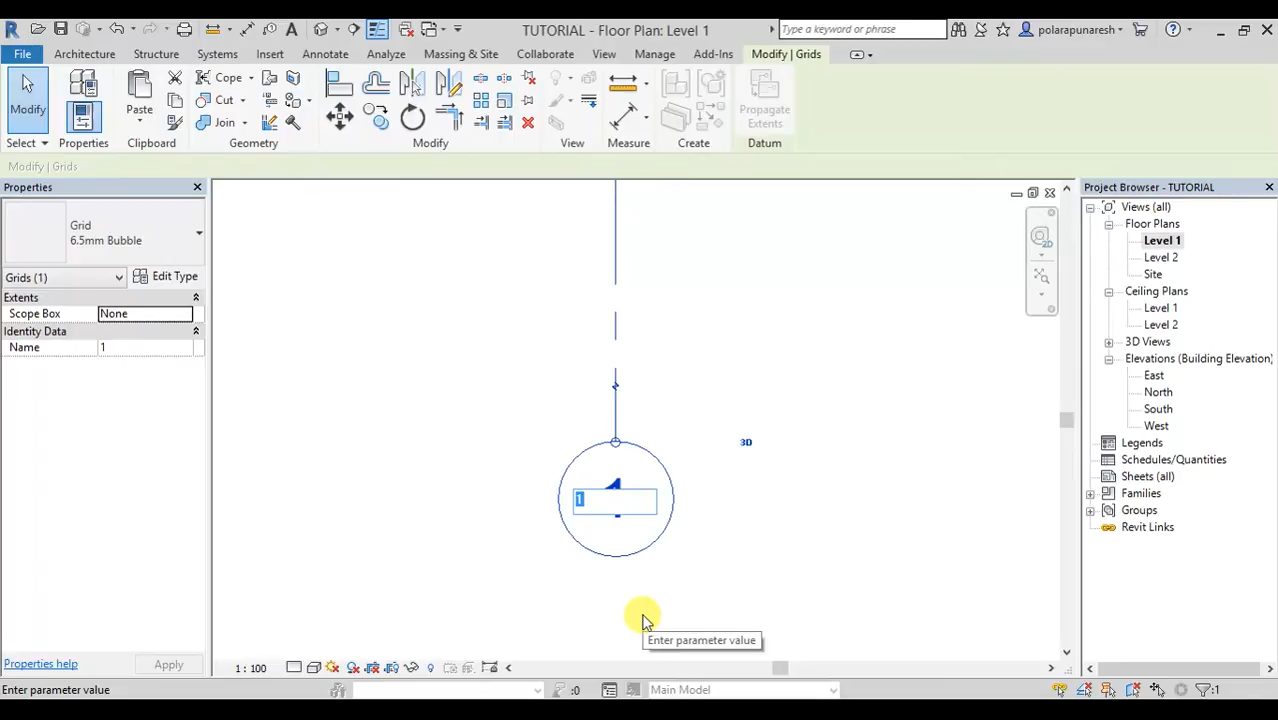 TUTORIAL - Floor Plan: Level 1
Type a keyword or phrase
polarapunaresh
File
Architecture
Structure
Systems
Insert
Annotate
Analyze
Massing & Site
Collaborate
View
Manage
Add-Ins
Modify | Grids
Modify
Paste
Cope
Cut
Join
Propagate
Extents
Select
Properties
Clipboard
Geometry
Modify
View
Measure
Create
Datum
Modify | Grids
Properties
Grid
6.5mm Bubble
Grids (1)
Edit Type
Extents
Scope Box
None
Identity Data
Name
1
Properties help
Apply
3D
1
Enter parameter value
1 : 100
Project Browser - TUTORIAL
Views (all)
Floor Plans
Level 1
Level 2
Site
Ceiling Plans
Level 1
Level 2
3D Views
Elevations (Building Elevation)
East
North
South
West
Legends
Schedules/Quantities
Sheets (all)
Families
Groups
Revit Links
2D
Enter parameter value
:0
Main Model
:1